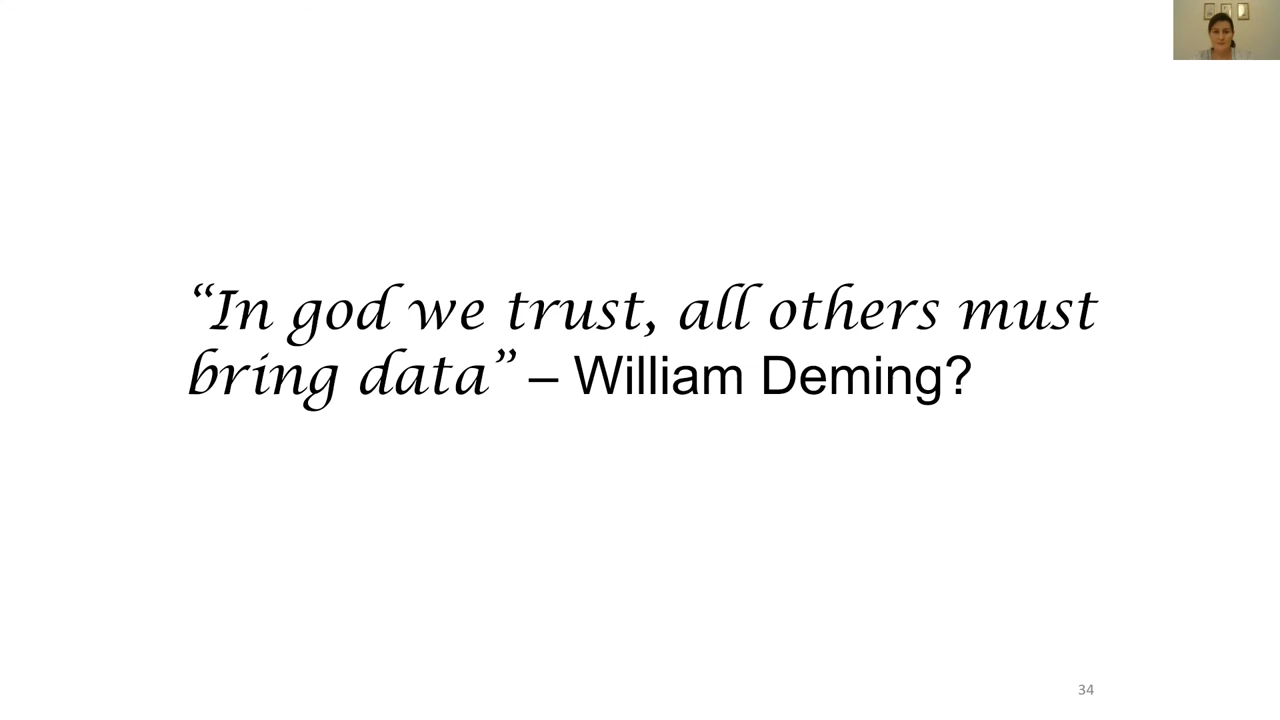 “In god we trust, all others must
bring data” – William Deming?
34